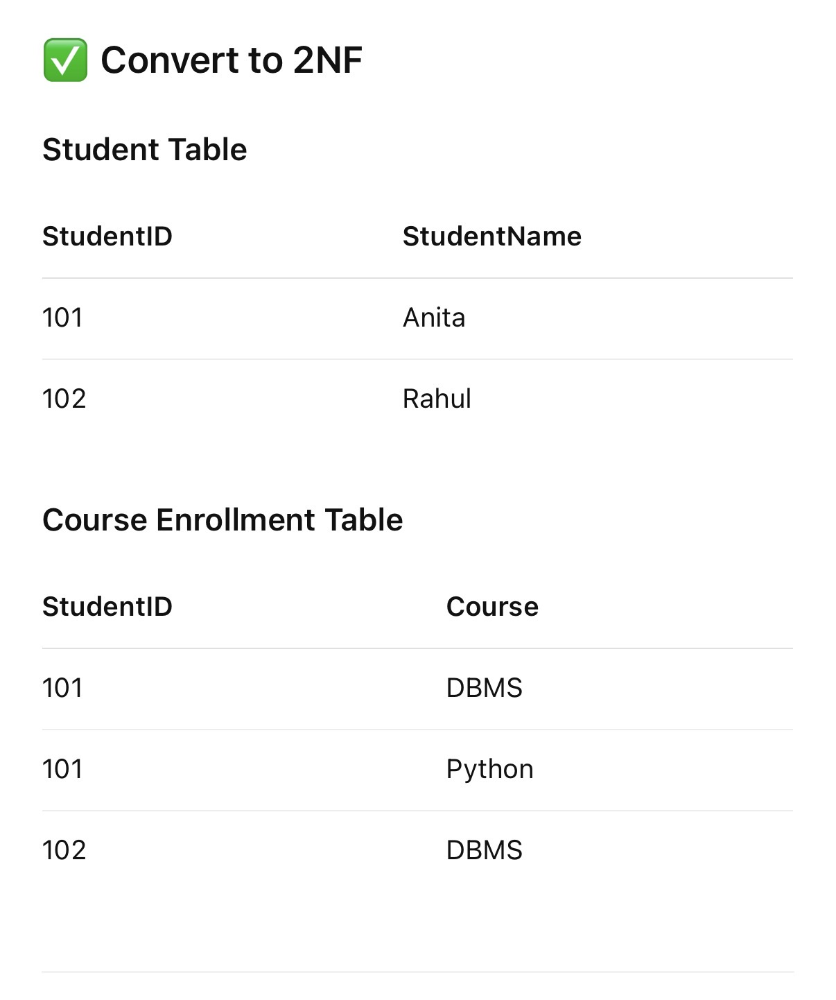 ✅ Convert to 2NF
Student Table
StudentID StudentName
101 Anita
102 Rahul
Course Enrollment Table
StudentID Course
101 DBMS
101 Python
102 DBMS